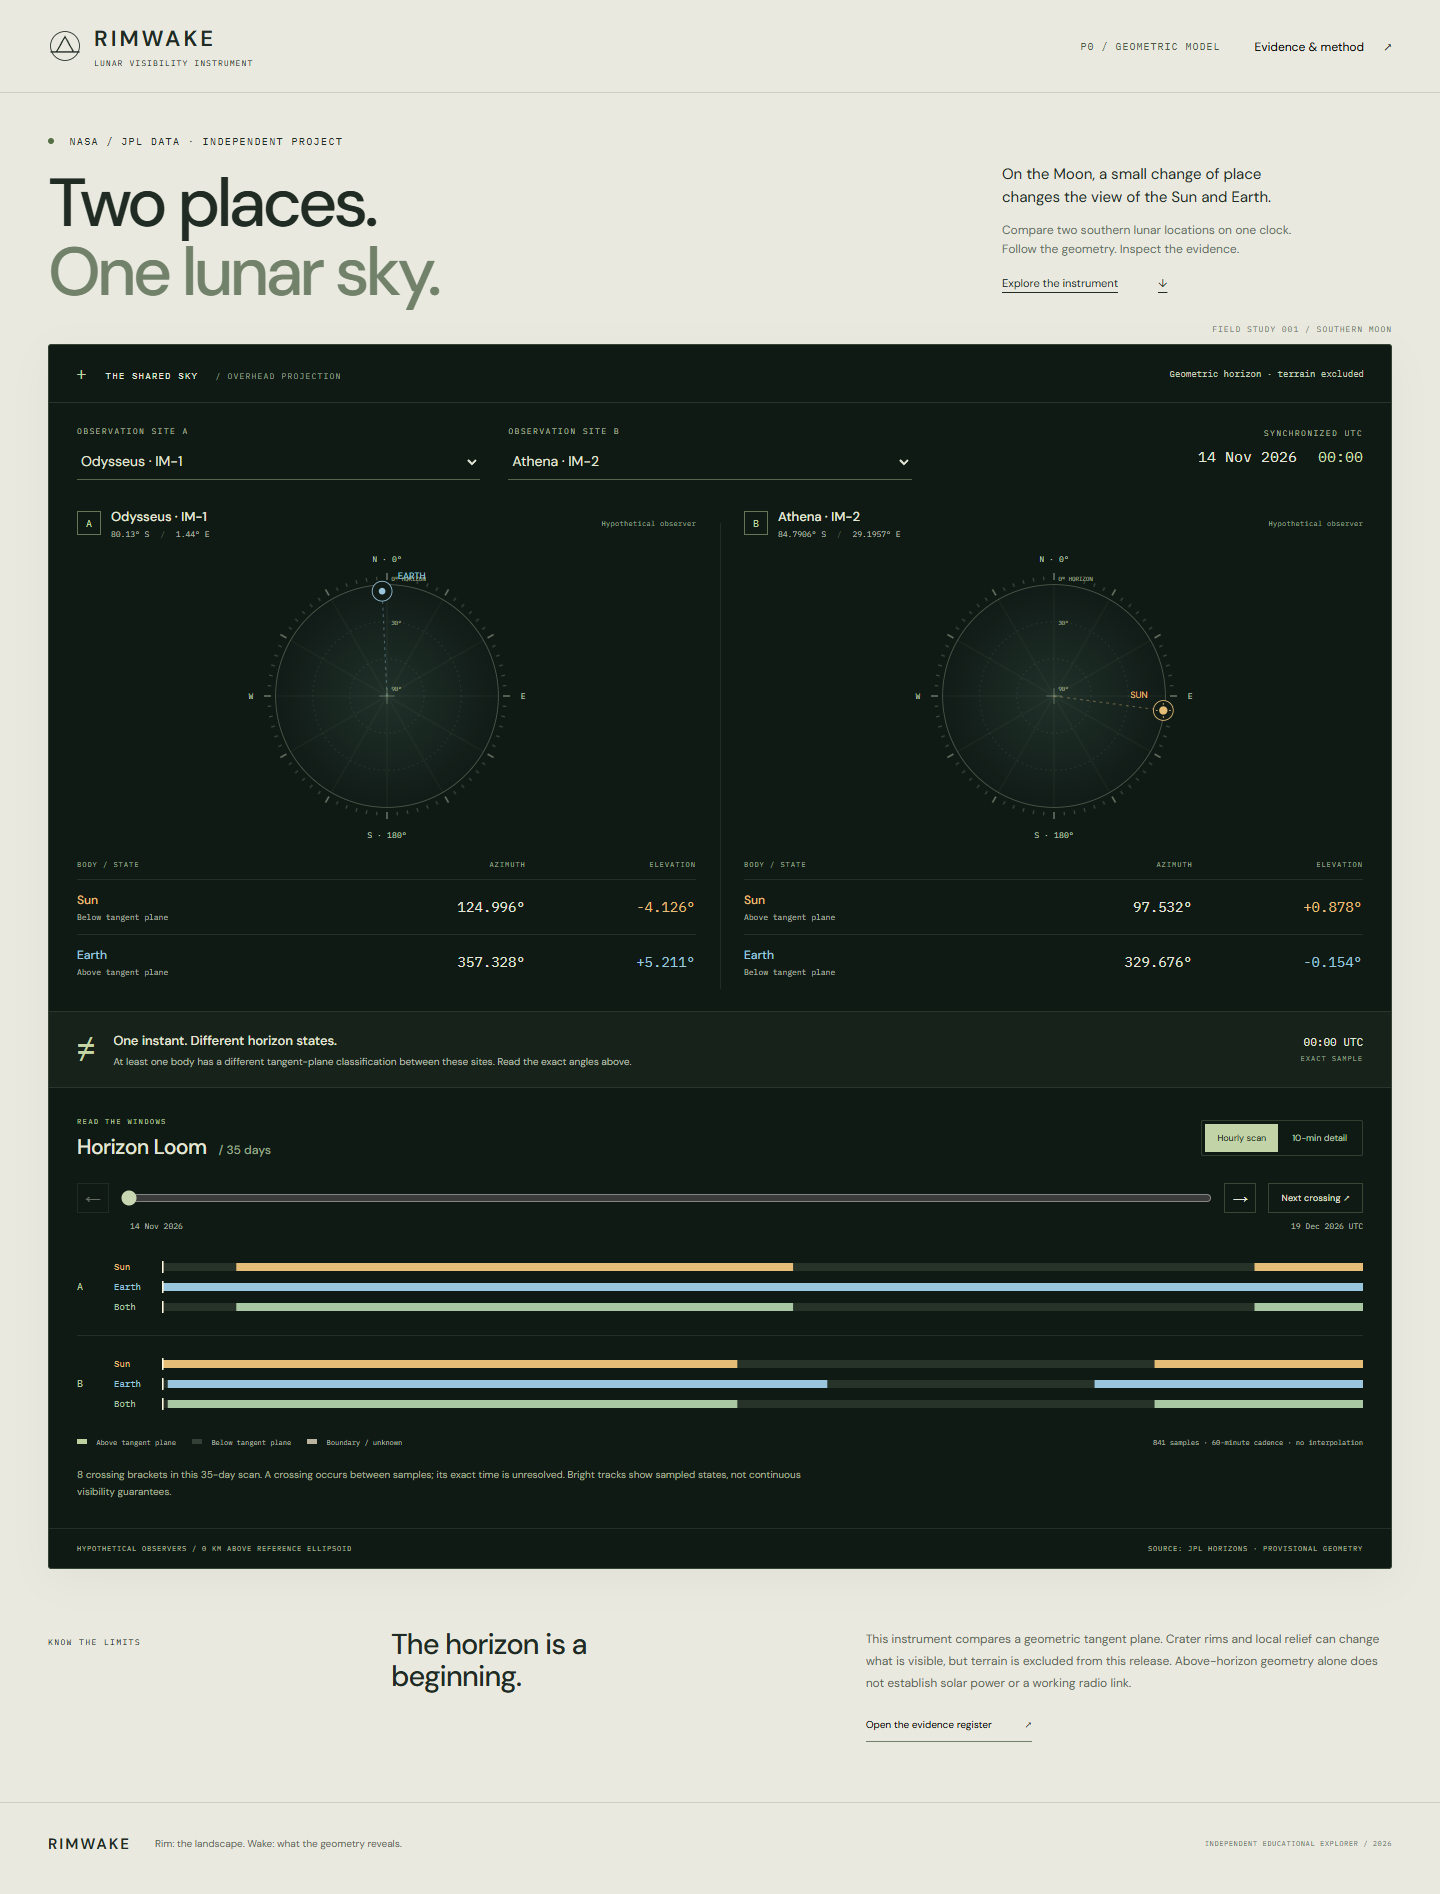 RIMWAKE
LUNAR VISIBILITY INSTRUMENT
P0 / GEOMETRIC MODEL
Evidence & method ↗
NASA / JPL DATA · INDEPENDENT PROJECT
Two places.
One lunar sky.
On the Moon, a small change of place
changes the view of the Sun and Earth.
Compare two southern lunar locations on one clock.
Follow the geometry. Inspect the evidence.
Explore the instrument ↓
FIELD STUDY 001 / SOUTHERN MOON
+ THE SHARED SKY / OVERHEAD PROJECTION
Geometric horizon · terrain excluded
OBSERVATION SITE A
Odysseus · IM-1
OBSERVATION SITE B
Athena · IM-2
SYNCHRONIZED UTC
14 Nov 2026 00:00
A Odysseus · IM-1
80.13° S / 1.44° E
Hypothetical observer
N · 0°
EARTH
0° HORIZON
30°
90°
W
E
S · 180°
BODY / STATE AZIMUTH ELEVATION
Sun
Below tangent plane
124.996° -4.126°
Earth
Above tangent plane
357.328° +5.211°
B Athena · IM-2
84.7906° S / 29.1957° E
Hypothetical observer
N · 0°
0° HORIZON
30°
90°
SUN
W
E
S · 180°
BODY / STATE AZIMUTH ELEVATION
Sun
Above tangent plane
97.532° +0.878°
Earth
Below tangent plane
329.676° -0.154°
≠ One instant. Different horizon states.
At least one body has a different tangent-plane classification between these sites. Read the exact angles above.
00:00 UTC
EXACT SAMPLE
READ THE WINDOWS
Horizon Loom / 35 days
Hourly scan 10-min detail
← → Next crossing ↗
14 Nov 2026 19 Dec 2026 UTC
A
Sun
Earth
Both
B
Sun
Earth
Both
Above tangent plane Below tangent plane Boundary / unknown
841 samples · 60-minute cadence · no interpolation
8 crossing brackets in this 35-day scan. A crossing occurs between samples; its exact time is unresolved. Bright tracks show sampled states, not continuous
visibility guarantees.
HYPOTHETICAL OBSERVERS / 0 KM ABOVE REFERENCE ELLIPSOID
SOURCE: JPL HORIZONS · PROVISIONAL GEOMETRY
KNOW THE LIMITS
The horizon is a
beginning.
This instrument compares a geometric tangent plane. Crater rims and local relief can change
what is visible, but terrain is excluded from this release. Above-horizon geometry alone does
not establish solar power or a working radio link.
Open the evidence register ↗
RIMWAKE
Rim: the landscape. Wake: what the geometry reveals.
INDEPENDENT EDUCATIONAL EXPLORER / 2026